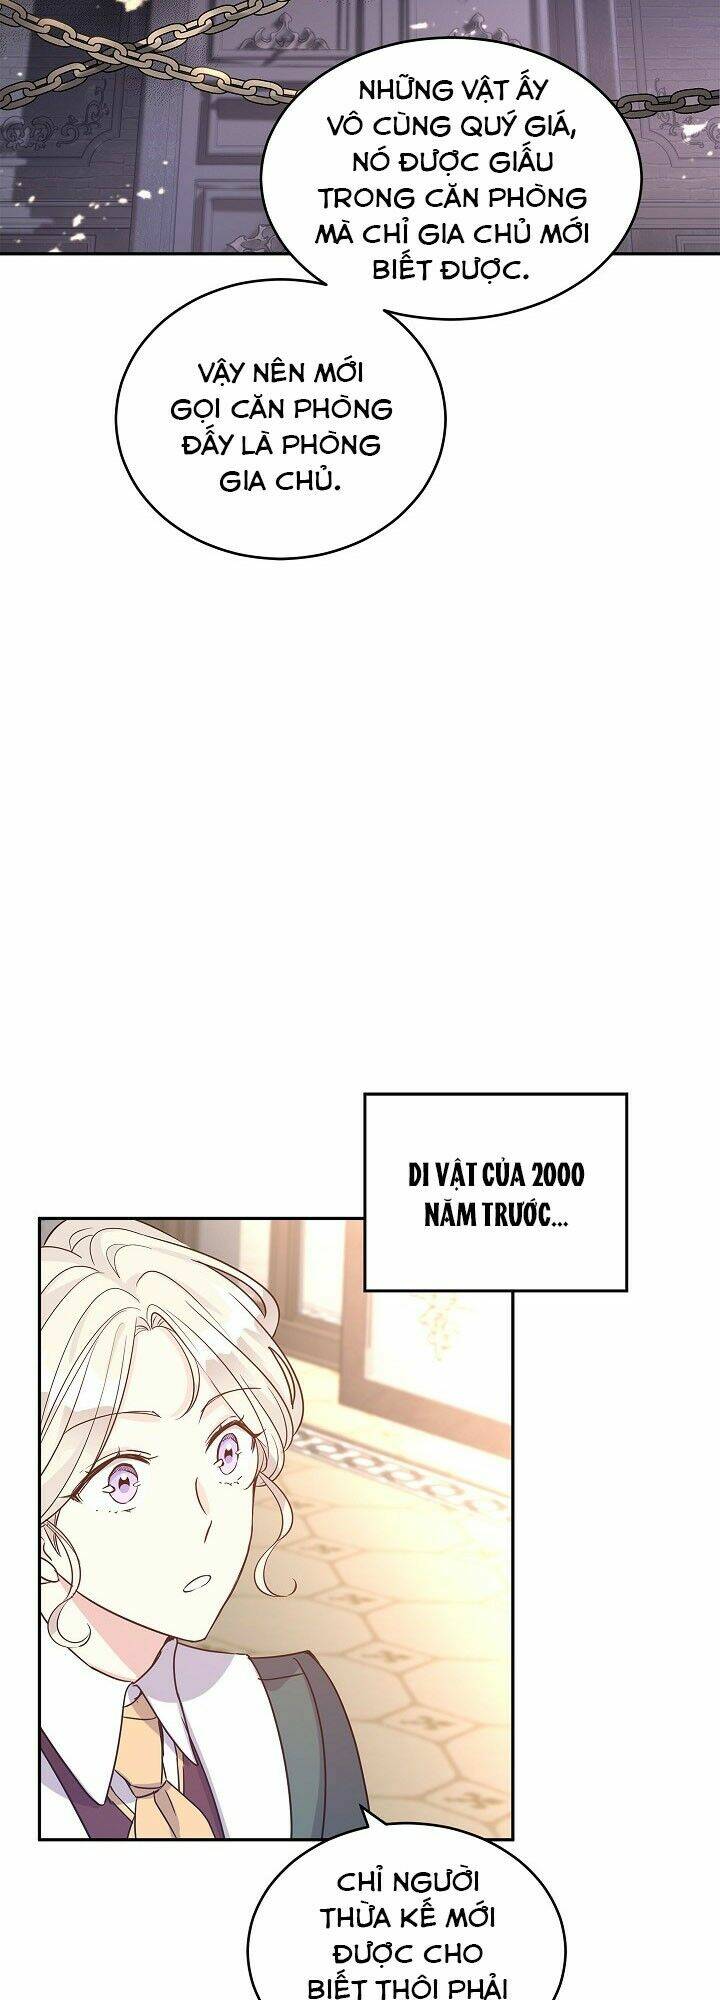 NHỮNG VẬT ẤY
VÔ CÙNG QUÝ GIÁ,
NÓ ĐƯỢC GIẤU
TRONG CĂN PHÒNG
MÀ CHỈ GIA CHỦ MỚI
BIẾT ĐƯỢC.
VẬY NÊN MỚI
GỌI CĂN PHÒNG
ĐẤY LÀ PHÒNG
GIA CHỦ.
DI VẬT CỦA 2000
NĂM TRƯỚC...
CHỈ NGƯỜI
THỪA KẾ MỚI
ĐƯỢC CHO
BIẾT THÔI PHẢI